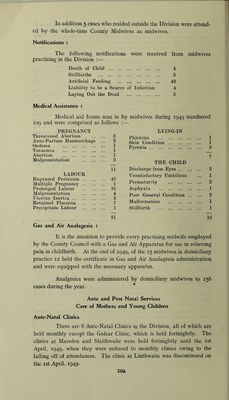 In addition 5 cases who resided outside the Division were attend-
ed by the whole-time County Midwives as midwives.
Notifications :
The following notifications were received from midwives
practising in the Division :—
Death of Child ... 4
Stillbirths ... 5
Artificial Feeding ... 43
Liability to be a Source of Infection 4
Laying Out the Dead ... 2
Medical Assistance :
Medical aid forms sent in by midwives during 1949 numbered
109 and were comprised as follows :—
PREGNANCY
Threatened Abortion ... 3
Ante-Partum Haemorrhage ... 3
Oedema ... 1
Toxaemia ... 1
Abortion ... 1
Malpresentation ... 2
11
LABOUR
Ruptured Perineum ... 40
Multiple Pregnancy ... 1
Prolonged Labour ... 16
Malpresentation
Uterine Inertia ... 3
Retained Placenta ... 7
Precipitate Labour
81
LYING-IN
Phlebitis ... 1
Skin Condition ... 1
Pyrexia ... 5
7
THE CHILD
Discharge from Eyes ... 2
Unsatisfactory Umbilicus ... 1
Prematurity ... 2
Asphyxia ... 1
Poor General Condition ... 2
Malformation ... 1
Stillbirth ... 1
10
Gas and Air Analagesia :
It is the intention to provide every practising midwife employed
by the County Council with a Gas and Air Apparatus for use in relieving
pain in childbirth. At the end of 1949, of the 15 midwives in domiciliary
practice 12 held the certificate in Gas and Air Analgesia administration
and were equipped with the necessary apparatus.
Analgesics were administered by midwives in domiciliary to 156
cases during the year.
Ante and Post Natal Services
Care of Mothers and Young Children
Ante-Natal Clinics.
There are 8 Ante-Natal Clinics in the Division, all of which are
held monthly except the Golcar Clinic, which is held fortnightly. The
clinics at Marsden and Slaithwaite were held fortnightly until the 1st
April, 1949, when they were reduced to monthly clinics owing to the
falling off of attendances. The clinic at Linthwaite was discontinued on
the 1st April, 1949.
102